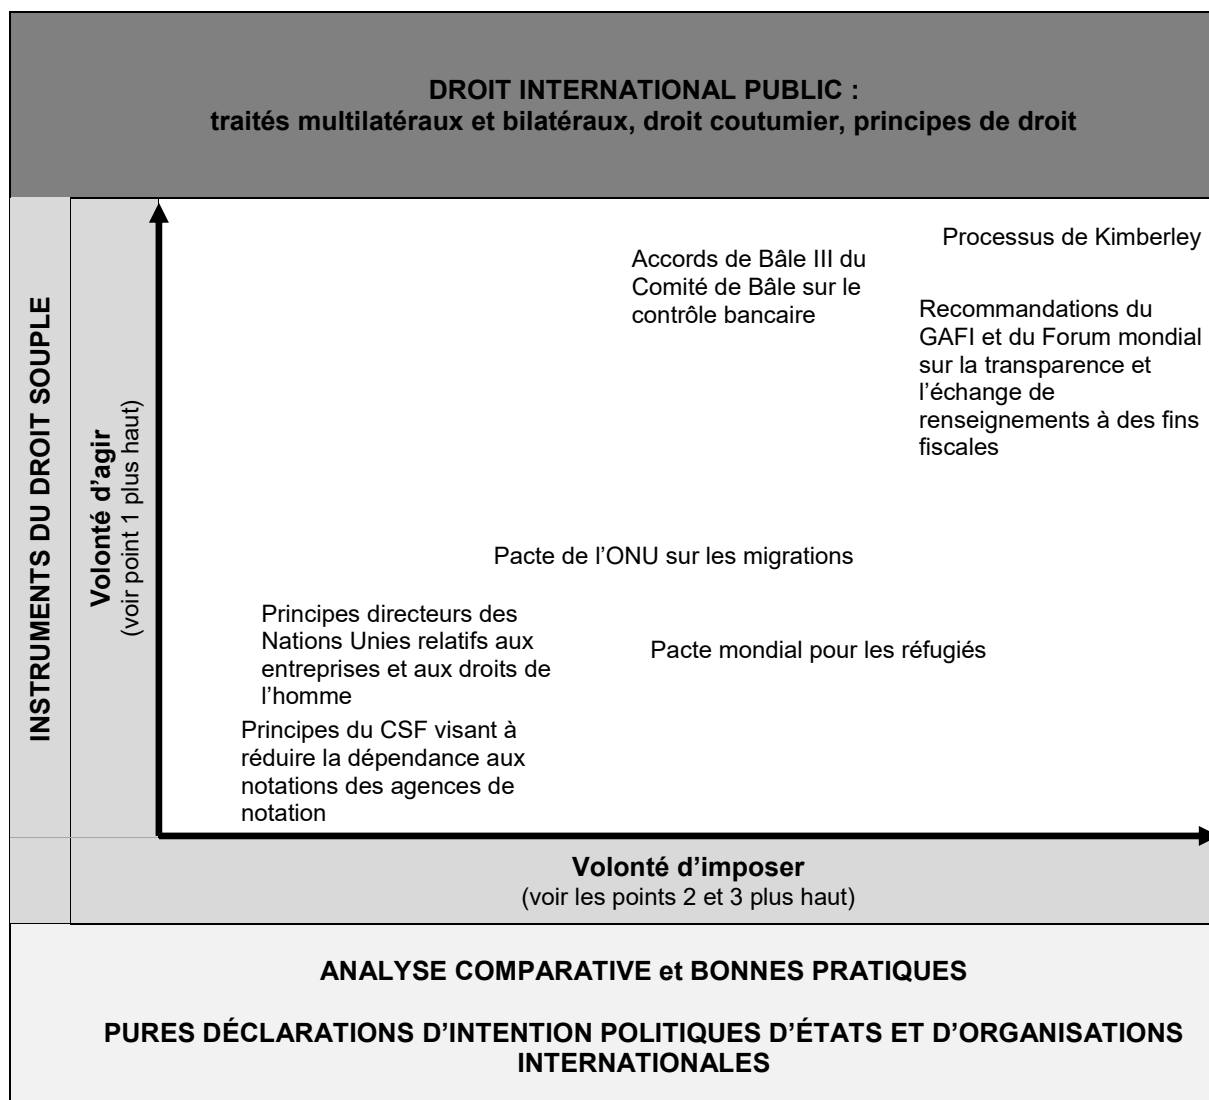 DROIT INTERNATIONAL PUBLIC :
traités multilatéraux et bilatéraux, droit coutumier, principes de droit
INSTRUMENTS DU DROIT SOUPLE
Volonté d’agir
(voir point 1 plus haut)
Processus de Kimberley
Accords de Bâle III du
Comité de Bâle sur le
contrôle bancaire
Recommandations du
GAFI et du Forum mondial
sur la transparence et
l’échange de
renseignements à des fins
fiscales
Pacte de l’ONU sur les migrations
Principes directeurs des
Nations Unies relatifs aux
entreprises et aux droits de
l’homme
Pacte mondial pour les réfugiés
Principes du CSF visant à
réduire la dépendance aux
notations des agences de
notation
Volonté d’imposer
(voir les points 2 et 3 plus haut)
ANALYSE COMPARATIVE et BONNES PRATIQUES
PURES DÉCLARATIONS D’INTENTION POLITIQUES D’ÉTATS ET D’ORGANISATIONS
INTERNATIONALES